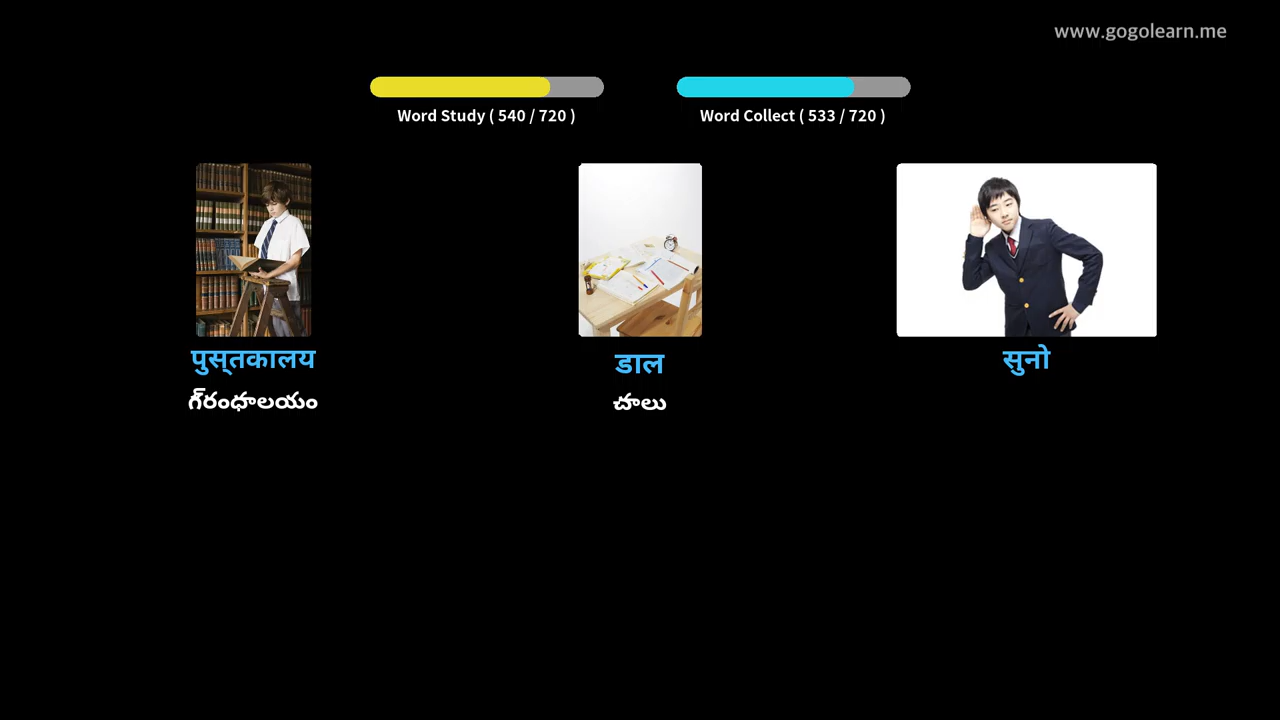 www.gogolearn.me
Word Study ( 540 / 720 )
Word Collect ( 533 / 720 )
पुस्तकालय
గ్రంధాలయం
डाल
చాలు
सुनो